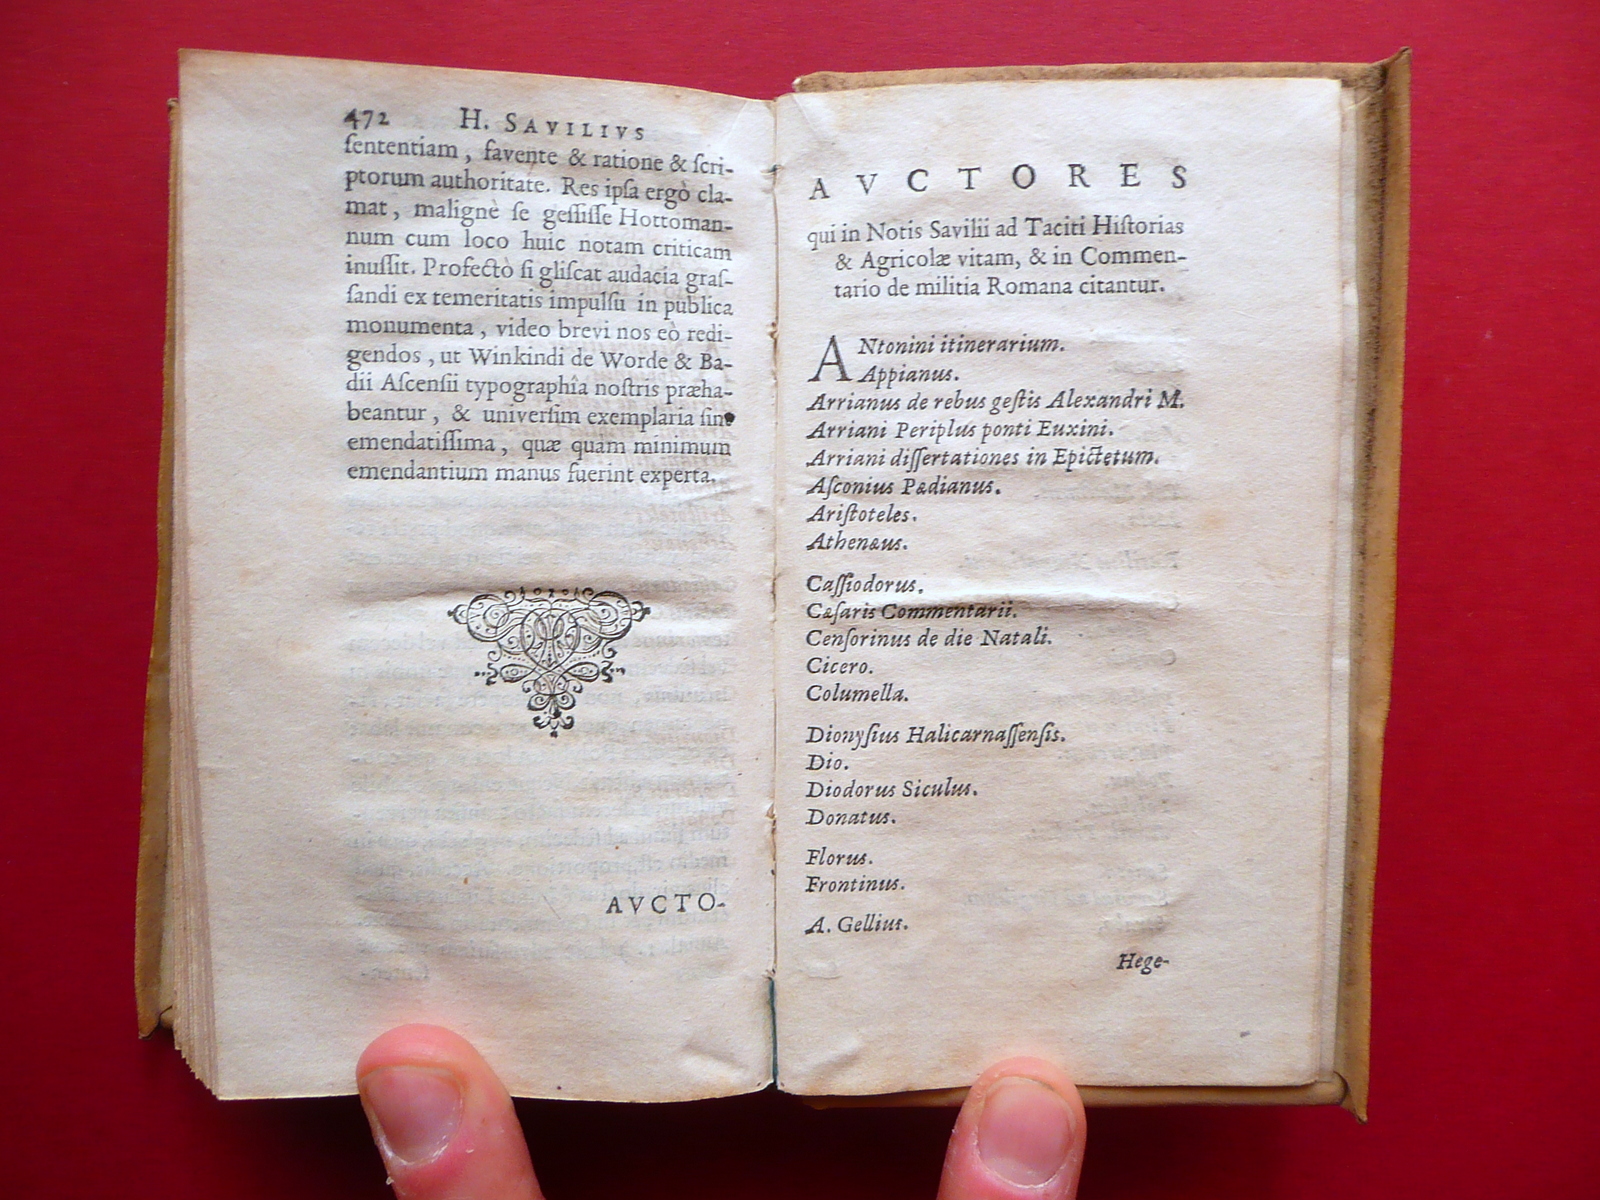 472 H. SAVILIVS
ſententiam, favente & ratione & ſcri-
ptorum authoritate. Res ipſa ergò cla-
mat, malignè ſe geſſiſſe Hottoman-
num cum loco huic notam criticam
inuſſit. Profectò ſi gliſcat audacia graſ-
ſandi ex temeritatis impulſu in publica
monumenta, video brevi nos eò redi-
gendos, ut Winkindi de Worde & Ba-
dii Aſcenſii typographîa noſtris præha-
beantur, & univerſim exemplaria ſint
emendatiſſima, quæ quam minimum
emendantium manus fuerint experta.
AVCTO-
AVCTORES
qui in Notis Savilii ad Taciti Hiſtorias
& Agricolæ vitam, & in Commen-
tario de militia Romana citantur.
ANtonini itinerarium.
Appianus.
Arrianus de rebus geſtis Alexandri M.
Arriani Periplus ponti Euxini.
Arriani diſſertationes in Epictetum.
Aſconius Pædianus.
Ariſtoteles.
Athenæus.
Caſſiodorus.
Cæſaris Commentarii.
Cenſorinus de die Natali.
Cicero.
Columella.
Dionyſius Halicarnaſſenſis.
Dio.
Diodorus Siculus.
Donatus.
Florus.
Frontinus.
A. Gellius.
Hege-